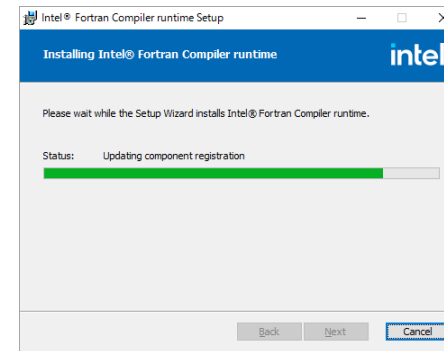 Intel® Fortran Compiler runtime Setup
Installing Intel® Fortran Compiler runtime
intel
Please wait while the Setup Wizard installs Intel® Fortran Compiler runtime.
Status: Updating component registration
Back Next Cancel